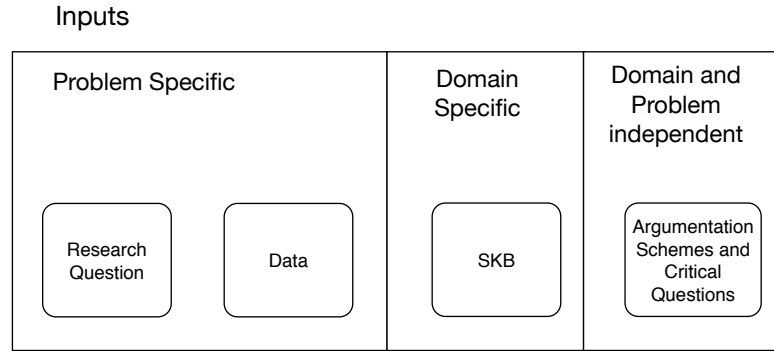 Inputs
Problem Specific
Domain
Specific
Domain and
Problem
independent
Research
Question
Data
SKB
Argumentation
Schemes and
Critical
Questions